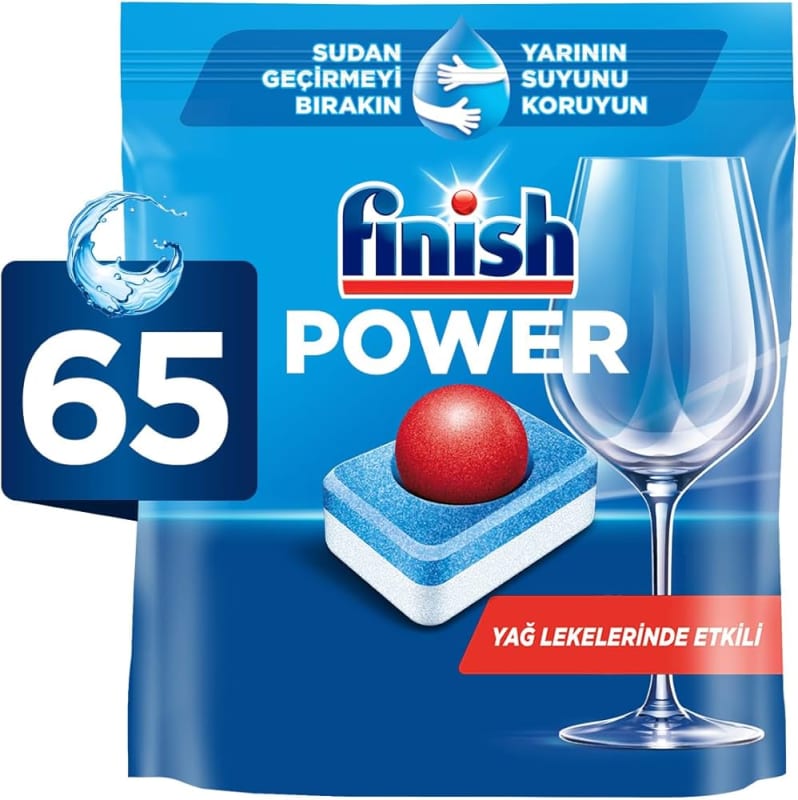 SUDAN
GEÇİRMEYİ
BIRAKIN
YARININ
SUYUNU
KORUYUN
finish
POWER
65
YAĞ LEKELERİNDE ETKİLİ